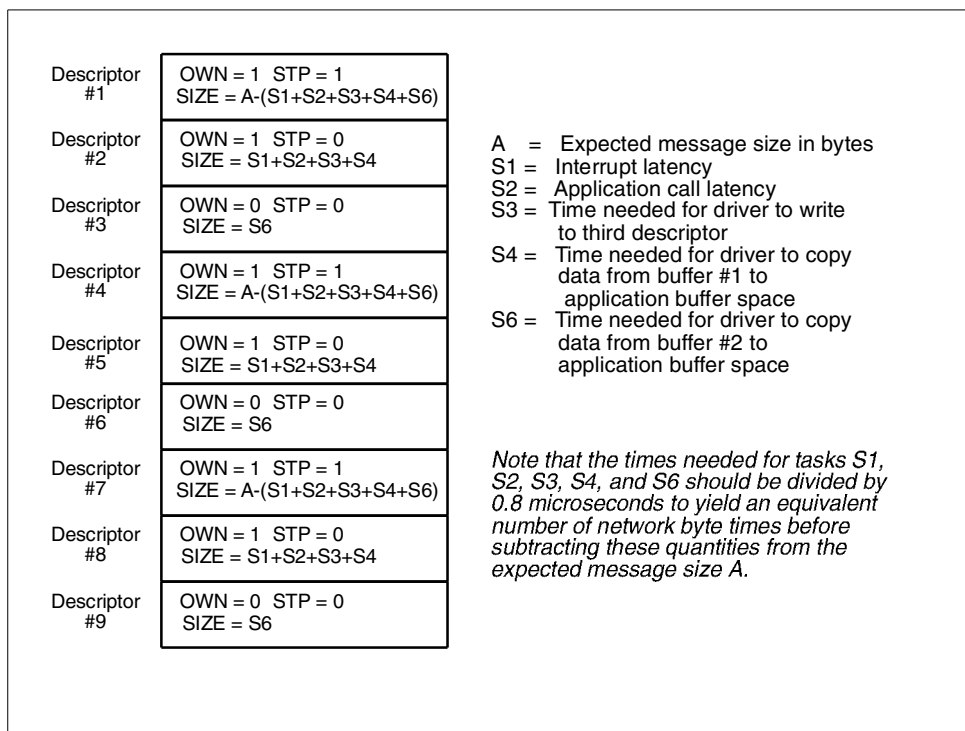 Descriptor
#1
OWN = 1 STP = 1
SIZE = A-(S1+S2+S3+S4+S6)
Descriptor
#2
OWN = 1 STP = 0
SIZE = S1+S2+S3+S4
Descriptor
#3
OWN = 0 STP = 0
SIZE = S6
Descriptor
#4
OWN = 1 STP = 1
SIZE = A-(S1+S2+S3+S4+S6)
Descriptor
#5
OWN = 1 STP = 0
SIZE = S1+S2+S3+S4
Descriptor
#6
OWN = 0 STP = 0
SIZE = S6
Descriptor
#7
OWN = 1 STP = 1
SIZE = A-(S1+S2+S3+S4+S6)
Descriptor
#8
OWN = 1 STP = 0
SIZE = S1+S2+S3+S4
Descriptor
#9
OWN = 0 STP = 0
SIZE = S6
A = Expected message size in bytes
S1 = Interrupt latency
S2 = Application call latency
S3 = Time needed for driver to write
to third descriptor
S4 = Time needed for driver to copy
data from buffer #1 to
application buffer space
S6 = Time needed for driver to copy
data from buffer #2 to
application buffer space
Note that the times needed for tasks S1,
S2, S3, S4, and S6 should be divided by
0.8 microseconds to yield an equivalent
number of network byte times before
subtracting these quantities from the
expected message size A.